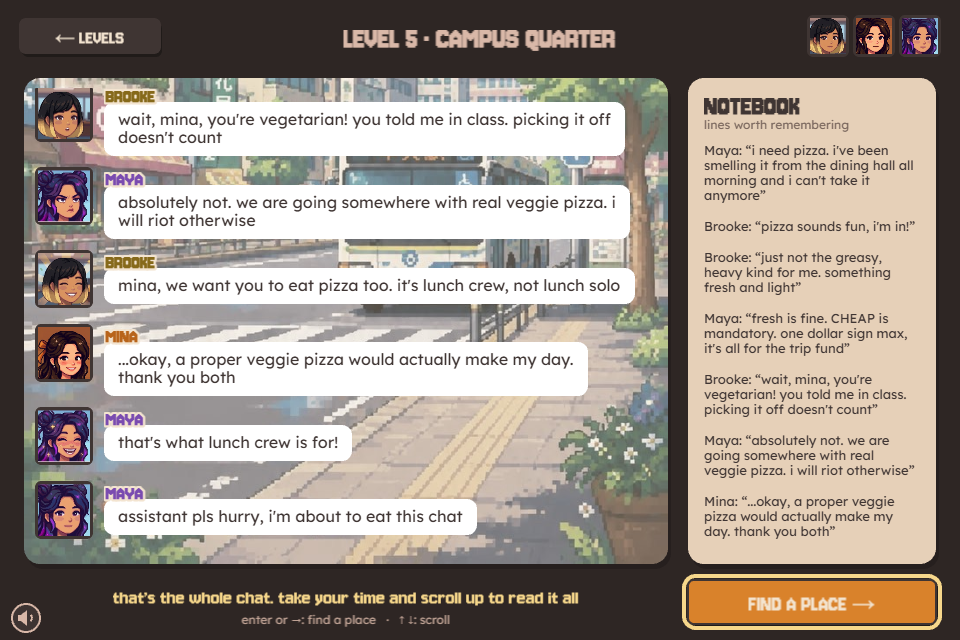 ← LEVELS
LEVEL 5 · CAMPUS QUARTER
BROOKE
wait, mina, you're vegetarian! you told me in class. picking it off
doesn't count
MAYA
absolutely not. we are going somewhere with real veggie pizza. i
will riot otherwise
BROOKE
mina, we want you to eat pizza too. it's lunch crew, not lunch solo
MINA
...okay, a proper veggie pizza would actually make my day.
thank you both
MAYA
that's what lunch crew is for!
MAYA
assistant pls hurry, i'm about to eat this chat
NOTEBOOK
lines worth remembering
Maya: “i need pizza. i've been
smelling it from the dining hall all
morning and i can't take it
anymore”
Brooke: “pizza sounds fun, i'm in!”
Brooke: “just not the greasy,
heavy kind for me. something
fresh and light”
Maya: “fresh is fine. CHEAP is
mandatory. one dollar sign max,
it's all for the trip fund”
Brooke: “wait, mina, you're
vegetarian! you told me in class.
picking it off doesn't count”
Maya: “absolutely not. we are
going somewhere with real
veggie pizza. i will riot otherwise”
Mina: “...okay, a proper veggie
pizza would actually make my
day. thank you both”
that's the whole chat. take your time and scroll up to read it all
enter or →: find a place · ↑ ↓: scroll
FIND A PLACE →